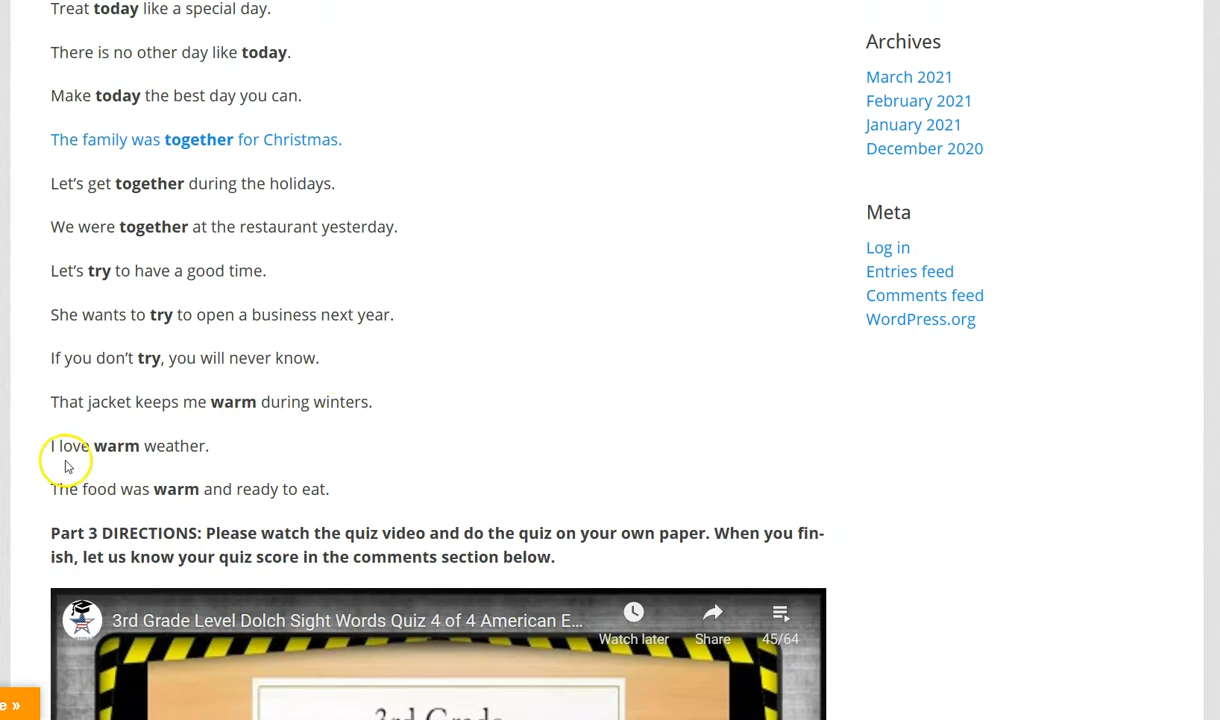 Treat today like a special day.
There is no other day like today.
Make today the best day you can.
The family was together for Christmas.
Let's get together during the holidays.
We were together at the restaurant yesterday.
Let's try to have a good time.
She wants to try to open a business next year.
If you don't try, you will never know.
That jacket keeps me warm during winters.
I love warm weather.
The food was warm and ready to eat.
Part 3 DIRECTIONS: Please watch the quiz video and do the quiz on your own paper. When you fin-
ish, let us know your quiz score in the comments section below.
3rd Grade Level Dolch Sight Words Quiz 4 of 4 American E...
Watch later
Share
45/64
3rd Grade
e »
Archives
March 2021
February 2021
January 2021
December 2020
Meta
Log in
Entries feed
Comments feed
WordPress.org